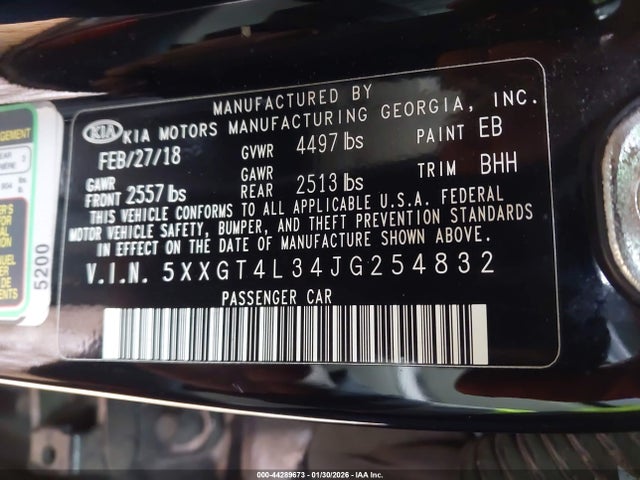 MANUFACTURED BY
KIA KIA MOTORS MANUFACTURING GEORGIA, INC.
FEB/27/18 GVWR 4497 lbs PAINT EB
GAWR FRONT 2557 lbs GAWR REAR 2513 lbs TRIM BHH
THIS VEHICLE CONFORMS TO ALL APPLICABLE U.S.A. FEDERAL
MOTOR VEHICLE SAFETY, BUMPER, AND THEFT PREVENTION STANDARDS
IN EFFECT ON THE DATE OF MANUFACTURE SHOWN ABOVE.
V.I.N. 5XXGT4L34JG254832
PASSENGER CAR
5200
000-44289673 — 01/30/2026 — IAA Inc.